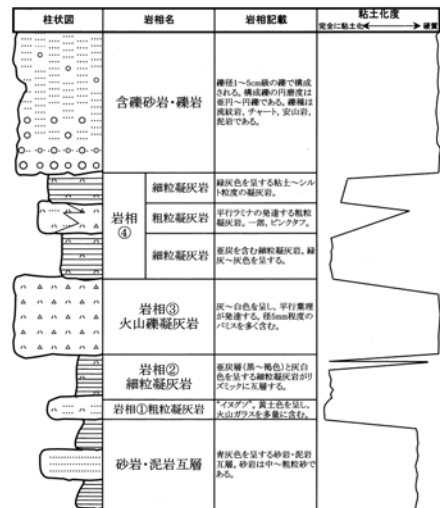 柱状図
岩相名
岩相記載
粘土化度
完全に粘土化
硬質
含礫砂岩・礫岩
礫径1～5cm級の礫で構成
される。構成礫の円磨度は
亜円～円礫である。礫種は
流紋岩，チャート，安山岩，
泥岩である。
岩相
④
細粒凝灰岩
緑灰色を呈する粘土～シル
ト粒度の凝灰岩。
粗粒凝灰岩
平行ラミナの発達する粗粒
凝灰岩。一部，ピンクタフ。
細粒凝灰岩
亜炭を含む細粒凝灰岩。緑
灰～灰色を呈する。
岩相③
火山礫凝灰岩
灰～白色を呈し，平行葉理
が発達する。径5mm程度の
パミスを多く含む。
岩相②
細粒凝灰岩
亜炭層（黒～褐色）と灰白
色を呈する細粒凝灰岩がリ
ズミックに互層する。
岩相①粗粒凝灰岩
"イヌグソ"。黄土色を呈し，
火山ガラスを多量に含む。
砂岩・泥岩互層
青灰色を呈する砂岩・泥岩
互層。砂岩は中～粗粒砂で
ある。